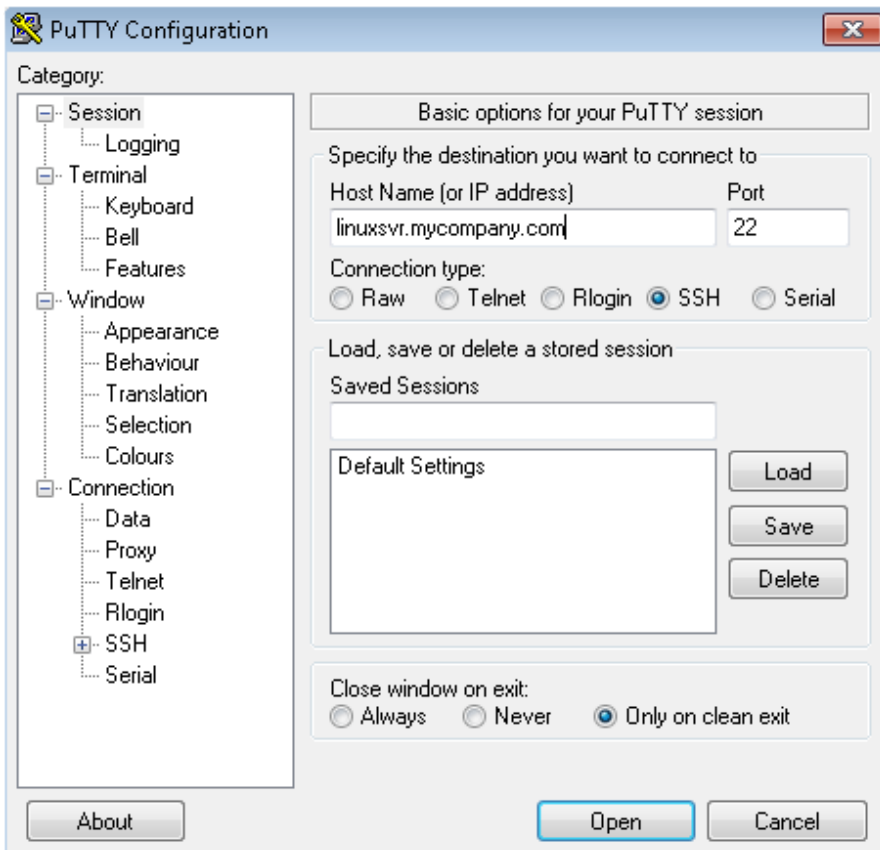 PuTTY Configuration
Category:
Session
Logging
Terminal
Keyboard
Bell
Features
Window
Appearance
Behaviour
Translation
Selection
Colours
Connection
Data
Proxy
Telnet
Rlogin
SSH
Serial
Basic options for your PuTTY session
Specify the destination you want to connect to
Host Name (or IP address) Port
linuxsvr.mycompany.com 22
Connection type:
Raw Telnet Rlogin SSH Serial
Load, save or delete a stored session
Saved Sessions
Default Settings
Load
Save
Delete
Close window on exit:
Always Never Only on clean exit
About Open Cancel